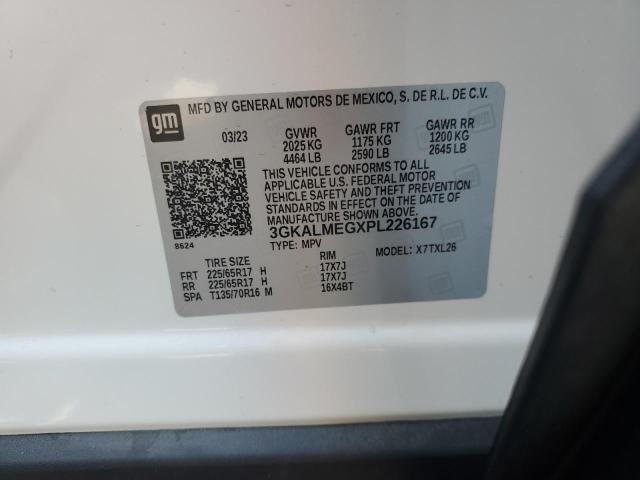 gm
MFD BY GENERAL MOTORS DE MEXICO, S. DE R.L. DE C.V.
03/23 GVWR GAWR FRT GAWR RR
2025 KG 1175 KG 1200 KG
4464 LB 2590 LB 2645 LB
THIS VEHICLE CONFORMS TO ALL
APPLICABLE U.S. FEDERAL MOTOR
VEHICLE SAFETY AND THEFT PREVENTION
STANDARDS IN EFFECT ON THE DATE OF
MANUFACTURE SHOWN ABOVE.
3GKALMEGXPL226167
8624 TYPE: MPV MODEL: X7TXL26
TIRE SIZE RIM
FRT 225/65R17 H 17X7J
RR 225/65R17 H 17X7J
SPA T135/70R16 M 16X4BT